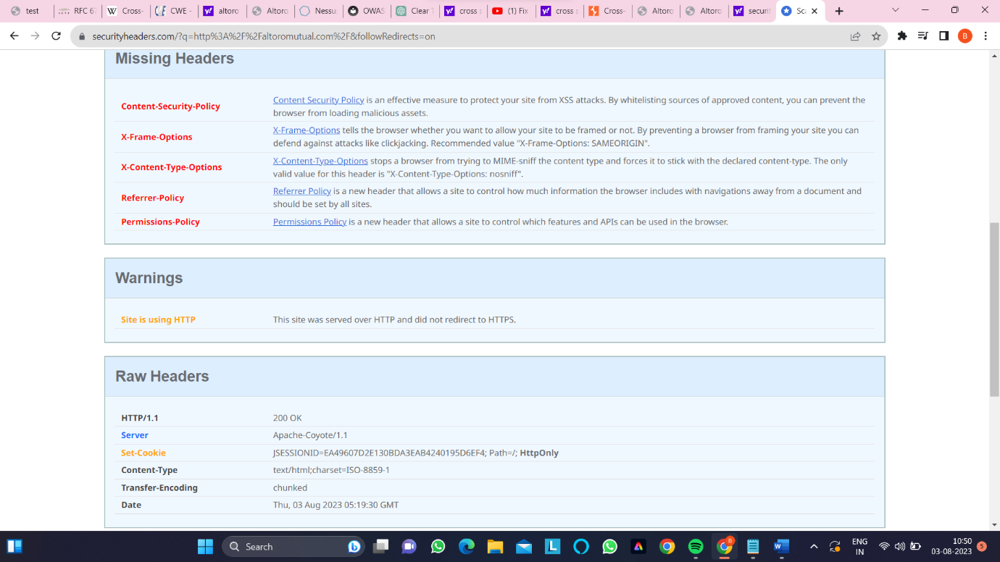 test
RFC 67
Cross-
CWE -
altoro
Altoro
Nessu
OWAS
Clear T
cross s
(1) Fix
cross s
Cross-
Altoro
Altoro
securit
Sc
securityheaders.com/?q=http%3A%2F%2Faltoromutual.com%2F&followRedirects=on
B
Missing Headers
Content-Security-Policy
Content Security Policy is an effective measure to protect your site from XSS attacks. By whitelisting sources of approved content, you can prevent the
browser from loading malicious assets.
X-Frame-Options
X-Frame-Options tells the browser whether you want to allow your site to be framed or not. By preventing a browser from framing your site you can
defend against attacks like clickjacking. Recommended value "X-Frame-Options: SAMEORIGIN".
X-Content-Type-Options
X-Content-Type-Options stops a browser from trying to MIME-sniff the content type and forces it to stick with the declared content-type. The only
valid value for this header is "X-Content-Type-Options: nosniff".
Referrer-Policy
Referrer Policy is a new header that allows a site to control how much information the browser includes with navigations away from a document and
should be set by all sites.
Permissions-Policy
Permissions Policy is a new header that allows a site to control which features and APIs can be used in the browser.
Warnings
Site is using HTTP
This site was served over HTTP and did not redirect to HTTPS.
Raw Headers
HTTP/1.1
200 OK
Server
Apache-Coyote/1.1
Set-Cookie
JSESSIONID=EA49607D2E130BDA3EAB4240195D6EF4; Path=/; HttpOnly
Content-Type
text/html;charset=ISO-8859-1
Transfer-Encoding
chunked
Date
Thu, 03 Aug 2023 05:19:30 GMT
Search
ENG
IN
10:50
03-08-2023
5